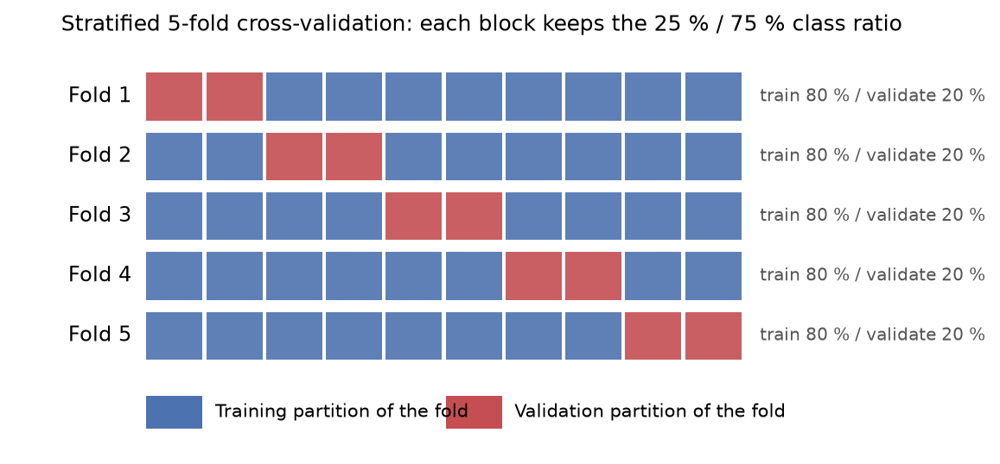 Stratified 5-fold cross-validation: each block keeps the 25 % / 75 % class ratio
Fold 1 train 80 % / validate 20 %
Fold 2 train 80 % / validate 20 %
Fold 3 train 80 % / validate 20 %
Fold 4 train 80 % / validate 20 %
Fold 5 train 80 % / validate 20 %
Training partition of the fold Validation partition of the fold